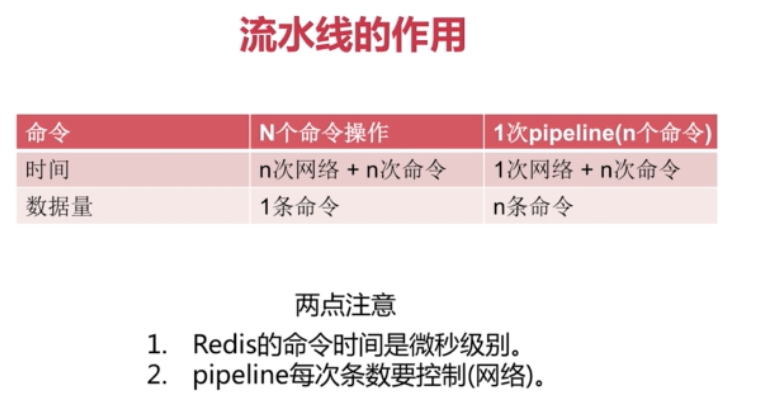 流水线的作用
命令 N个命令操作 1次pipeline(n个命令)
时间 n次网络 + n次命令 1次网络 + n次命令
数据量 1条命令 n条命令
两点注意
1. Redis的命令时间是微秒级别。
2. pipeline每次条数要控制(网络)。